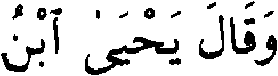 وَقَالَ يَحْيَىٰ ٱبْنُ